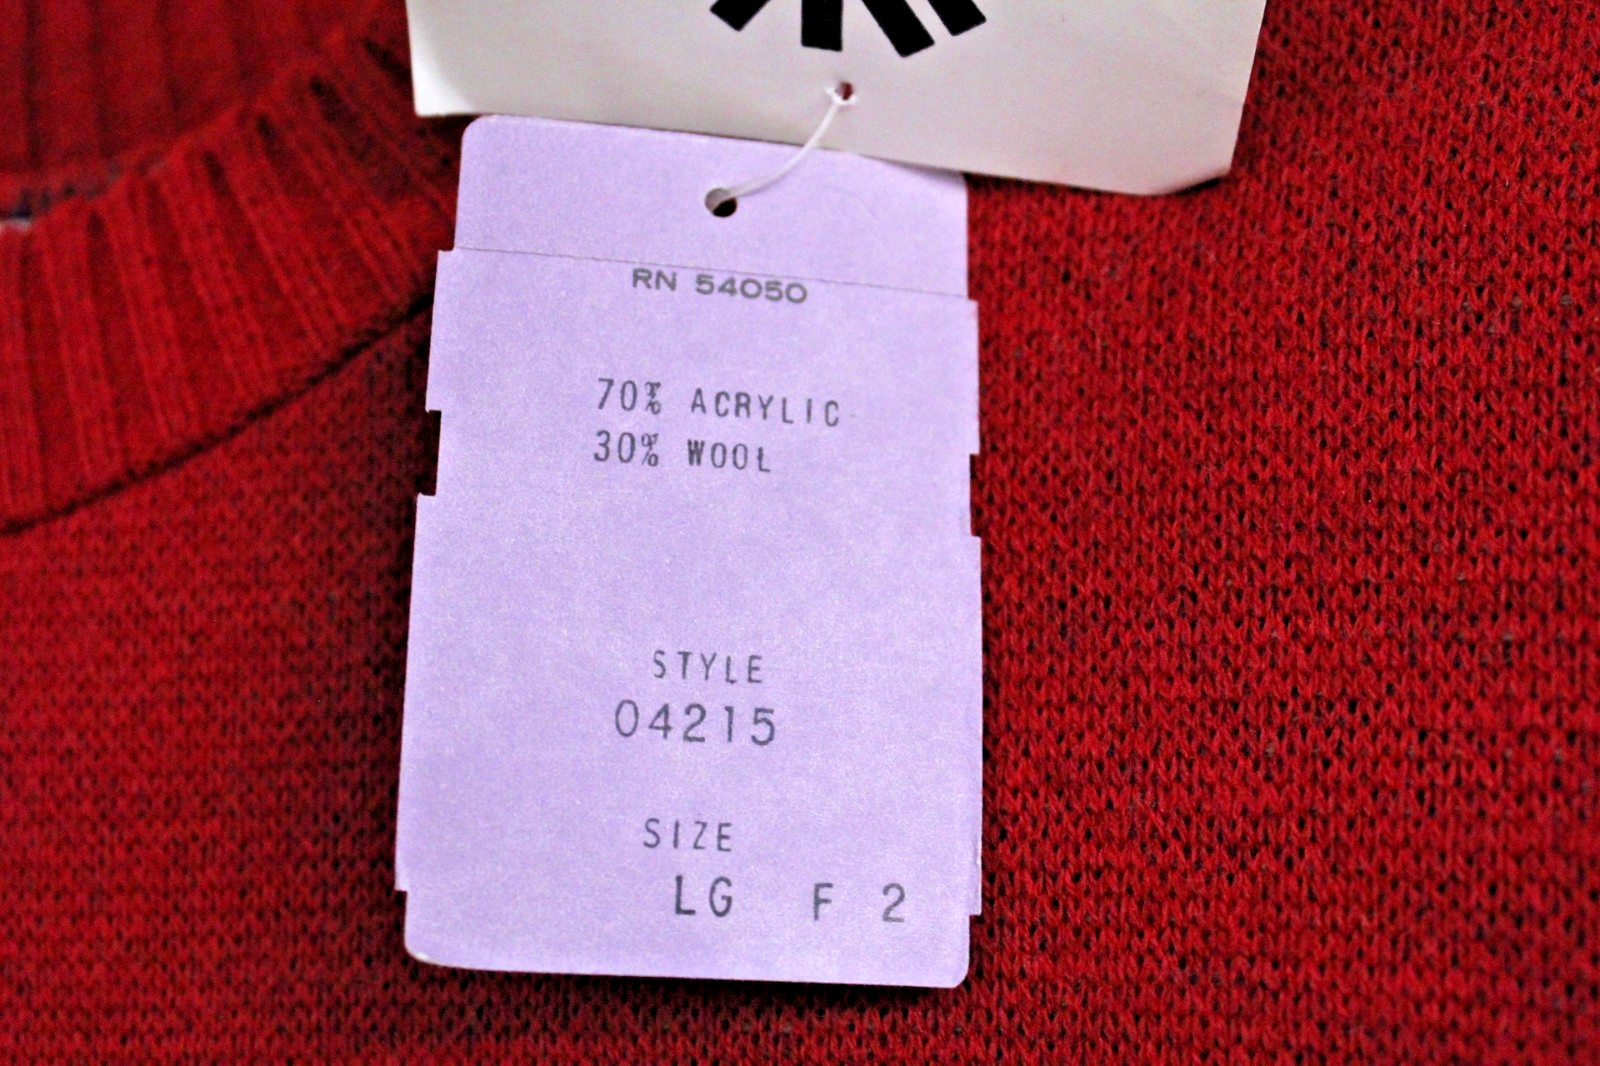 RN 54050
70% ACRYLIC
30% WOOL
STYLE
04215
SIZE
LG F 2